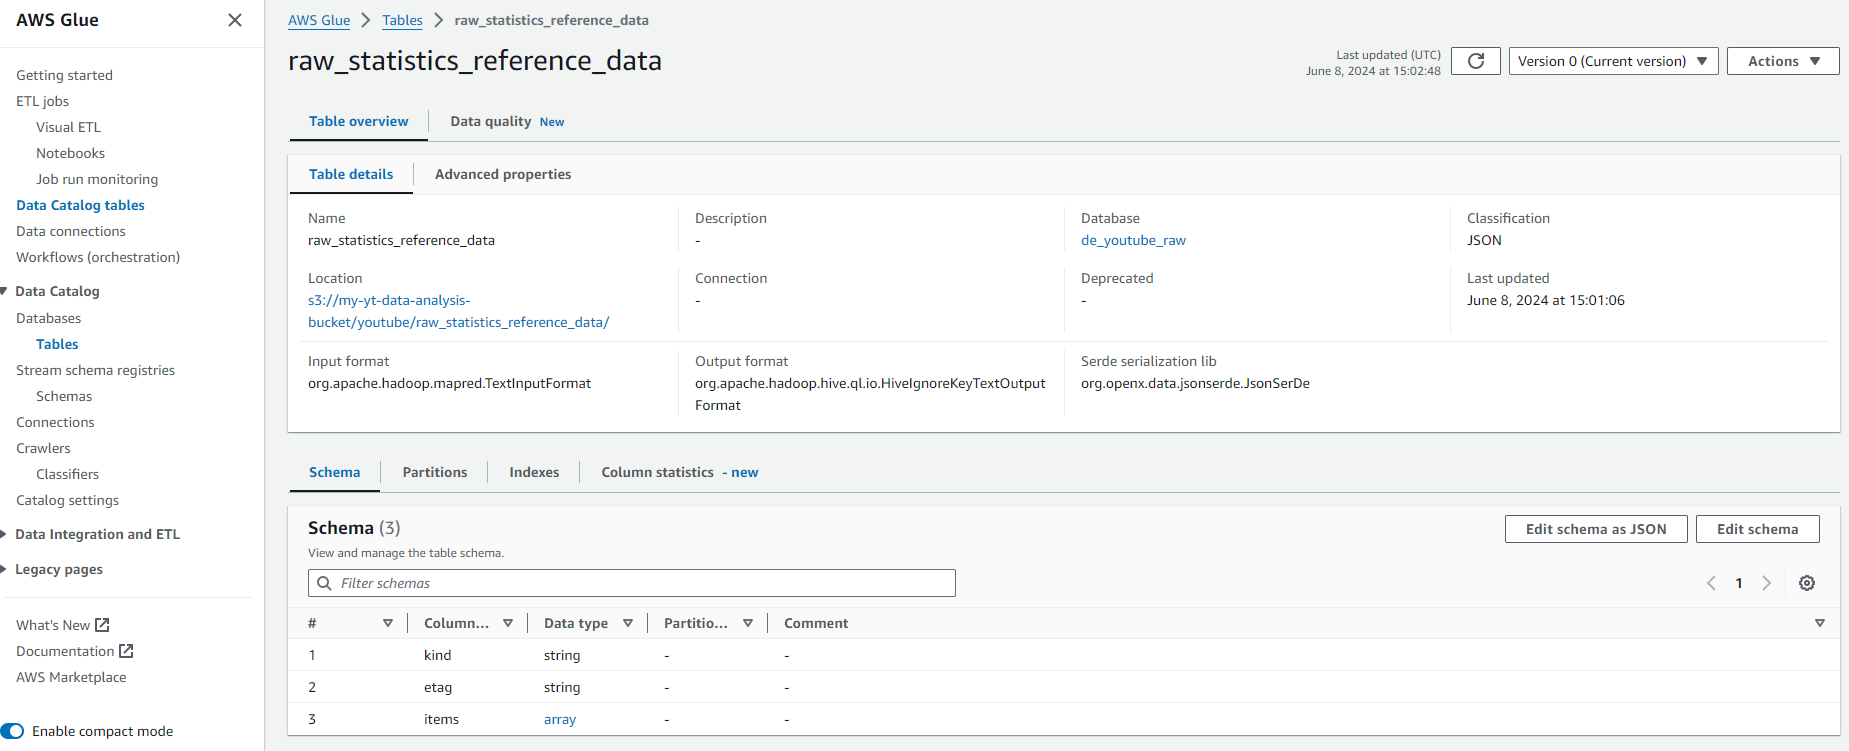 AWS Glue
Getting started
ETL jobs
Visual ETL
Notebooks
Job run monitoring
Data Catalog tables
Data connections
Workflows (orchestration)
Data Catalog
Databases
Tables
Stream schema registries
Schemas
Connections
Crawlers
Classifiers
Catalog settings
Data Integration and ETL
Legacy pages
What's New
Documentation
AWS Marketplace
Enable compact mode
AWS Glue Tables raw_statistics_reference_data
raw_statistics_reference_data
Last updated (UTC)
June 8, 2024 at 15:02:48
Version 0 (Current version)
Actions
Table overview Data quality New
Table details Advanced properties
Name
raw_statistics_reference_data
Description
-
Database
de_youtube_raw
Classification
JSON
Location
s3://my-yt-data-analysis-
bucket/youtube/raw_statistics_reference_data/
Connection
-
Deprecated
-
Last updated
June 8, 2024 at 15:01:06
Input format
org.apache.hadoop.mapred.TextInputFormat
Output format
org.apache.hadoop.hive.ql.io.HiveIgnoreKeyTextOutput
Format
Serde serialization lib
org.openx.data.jsonserde.JsonSerDe
Schema Partitions Indexes Column statistics - new
Schema (3)
View and manage the table schema.
Edit schema as JSON
Edit schema
Filter schemas
1
# Column... Data type Partitio... Comment
1 kind string - -
2 etag string - -
3 items array - -